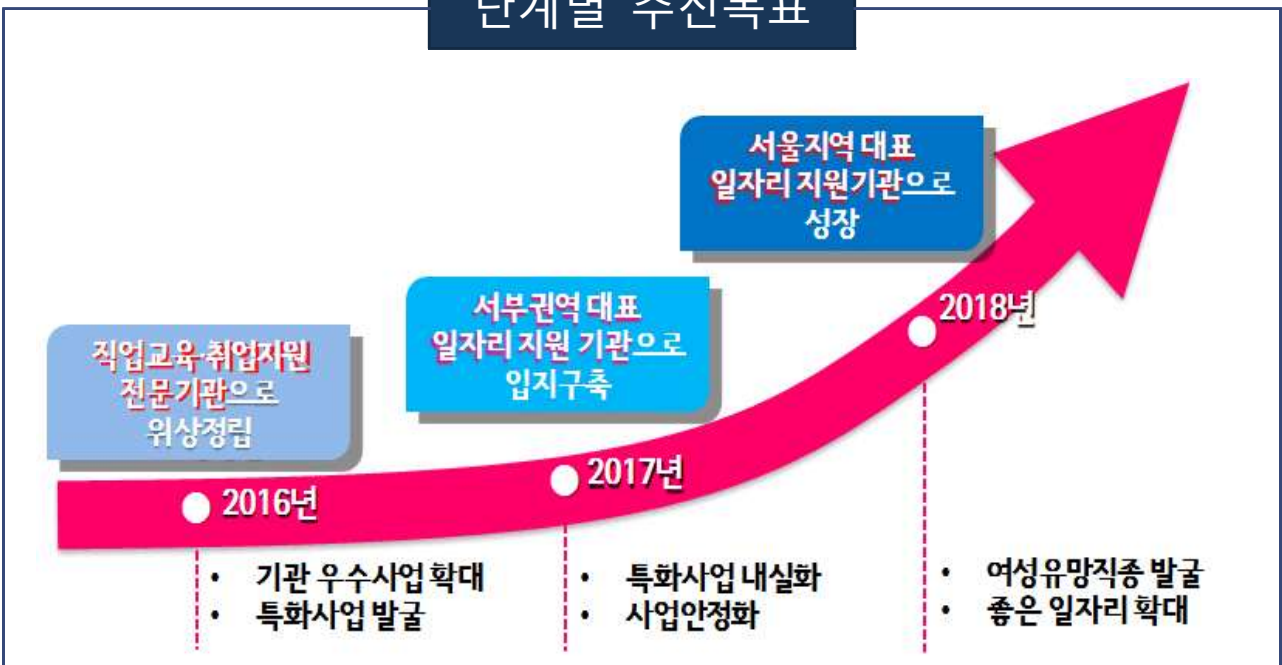 단계별 추진목표
서울지역 대표
일자리 지원기관으로
성장
서부권역 대표
일자리 지원 기관으로
입지구축
직업교육·취업지원
전문기관으로
위상정립
2016년
2017년
2018년
• 기관 우수사업 확대
• 특화사업 발굴
• 특화사업 내실화
• 사업안정화
• 여성유망직종 발굴
• 좋은 일자리 확대